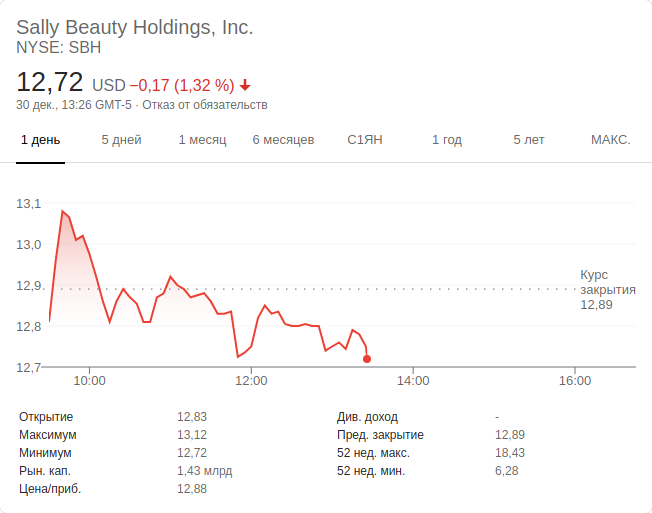 Sally Beauty Holdings, Inc.
NYSE: SBH
12,72 USD −0,17 (1,32 %)
30 дек., 13:26 GMT-5 · Отказ от обязательств
1 день 5 дней 1 месяц 6 месяцев С1ЯН 1 год 5 лет МАКС.
13,1
13,0
12,9
12,8
12,7
Курс
закрытия
12,89
10:00 12:00 14:00 16:00
Открытие 12,83 Див. доход -
Максимум 13,12 Пред. закрытие 12,89
Минимум 12,72 52 нед. макс. 18,43
Рын. кап. 1,43 млрд 52 нед. мин. 6,28
Цена/приб. 12,88